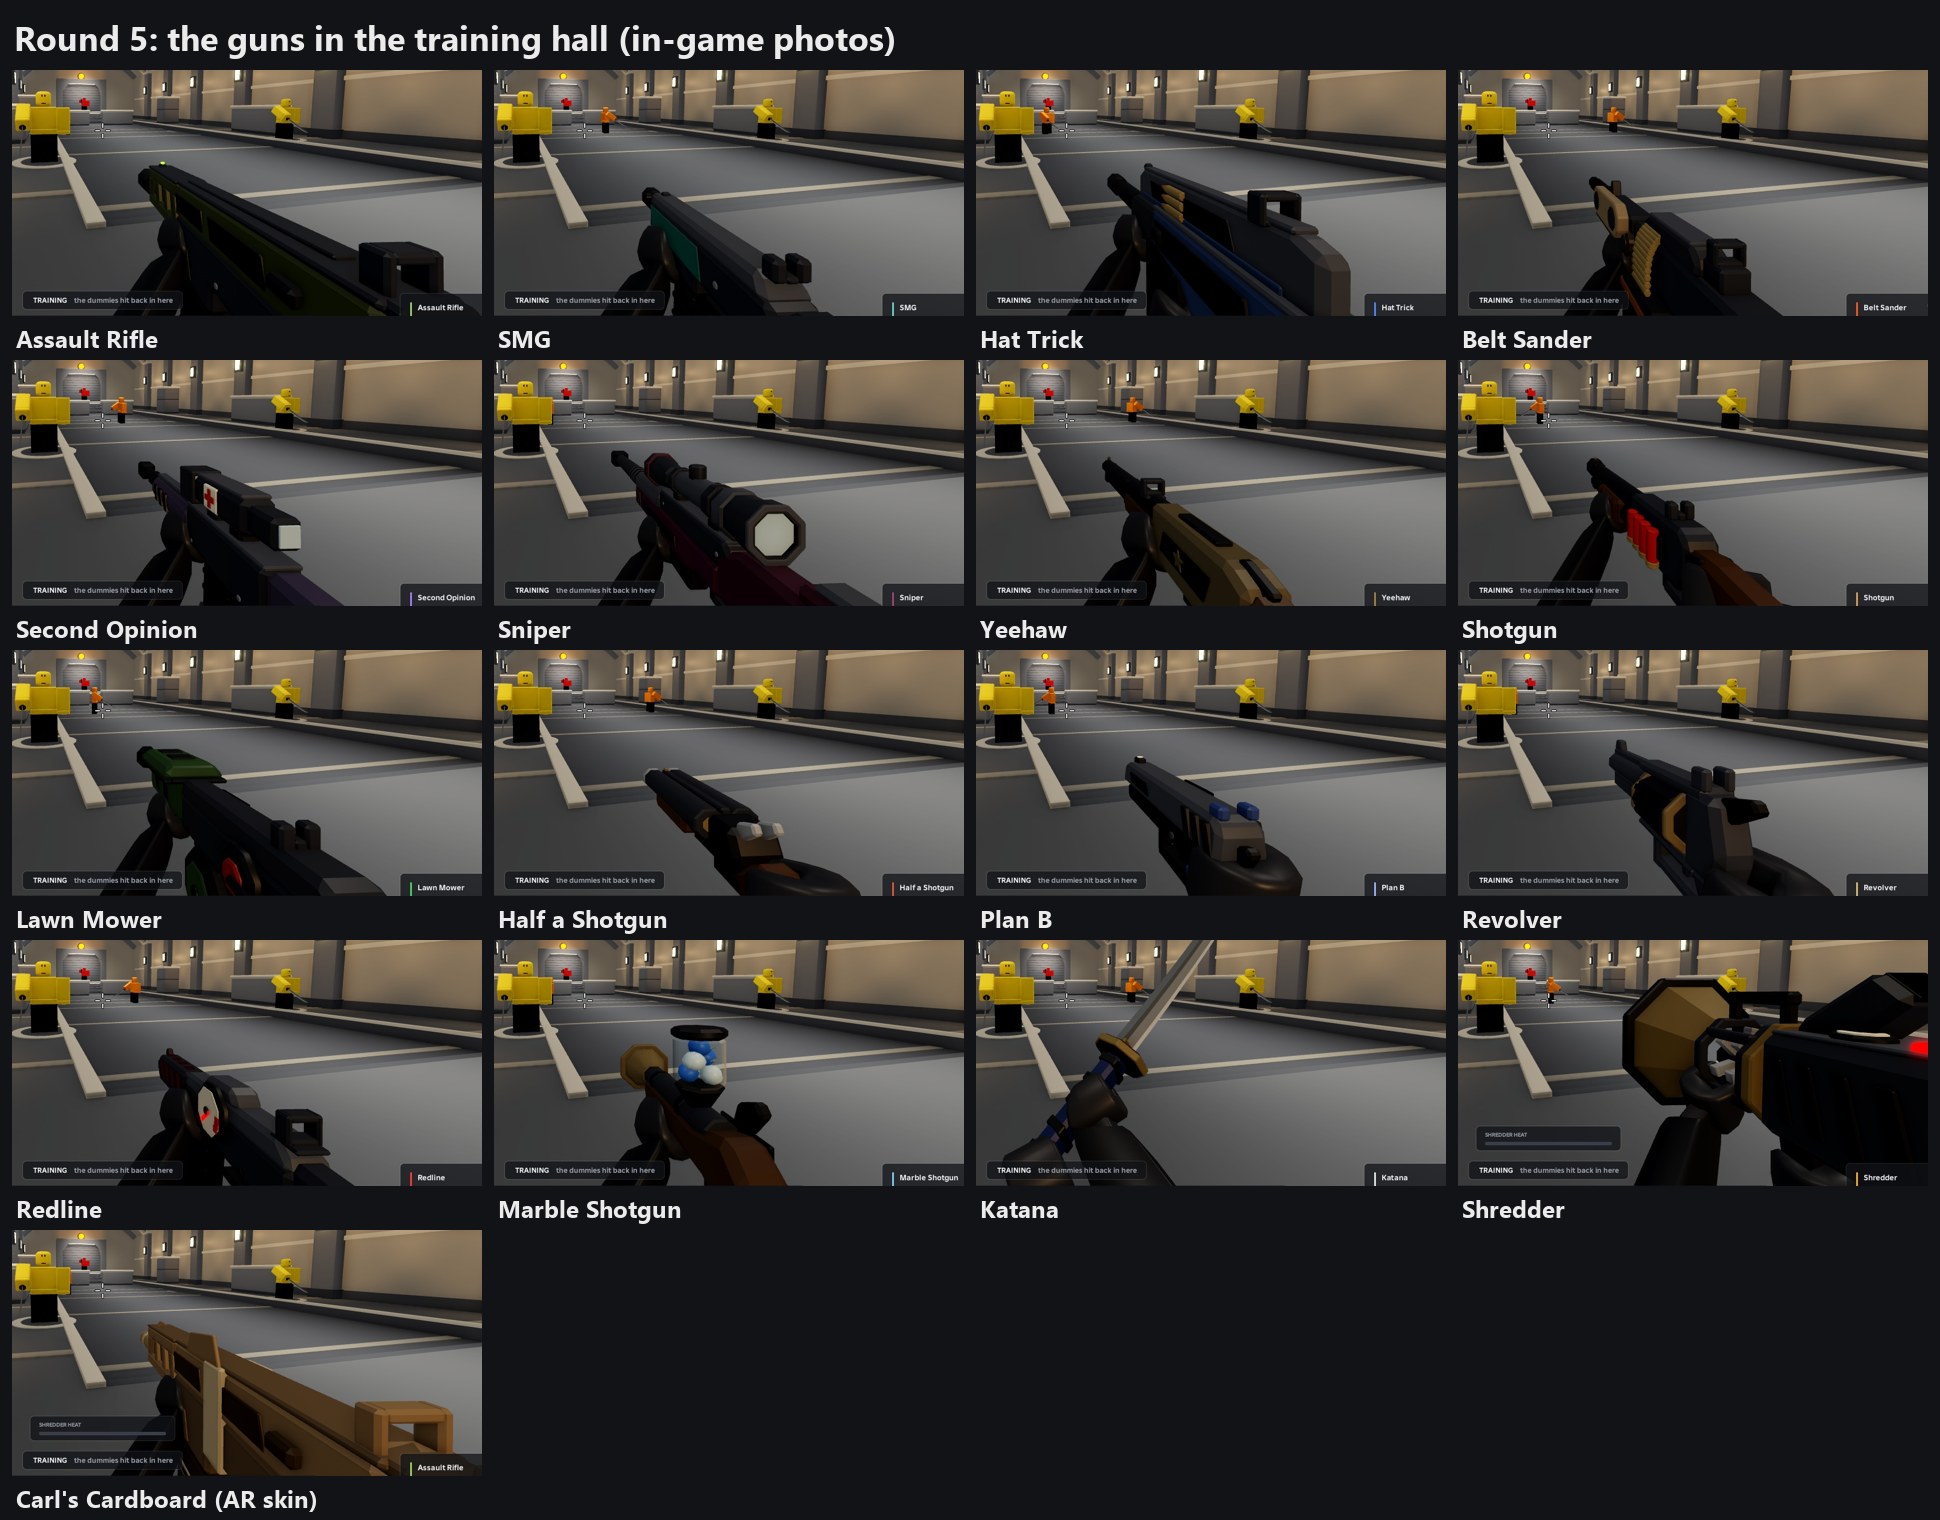 Round 5: the guns in the training hall (in-game photos)
TRAINING the dummies hit back in here
Assault Rifle
TRAINING the dummies hit back in here
SMG
TRAINING the dummies hit back in here
Hat Trick
TRAINING the dummies hit back in here
Belt Sander
Assault Rifle
SMG
Hat Trick
Belt Sander
TRAINING the dummies hit back in here
Second Opinion
TRAINING the dummies hit back in here
Sniper
TRAINING the dummies hit back in here
Yeehaw
TRAINING the dummies hit back in here
Shotgun
Second Opinion
Sniper
Yeehaw
Shotgun
TRAINING the dummies hit back in here
Lawn Mower
TRAINING the dummies hit back in here
Half a Shotgun
TRAINING the dummies hit back in here
Plan B
TRAINING the dummies hit back in here
Revolver
Lawn Mower
Half a Shotgun
Plan B
Revolver
TRAINING the dummies hit back in here
Redline
TRAINING the dummies hit back in here
Marble Shotgun
TRAINING the dummies hit back in here
Katana
SHREDDER HEAT
TRAINING the dummies hit back in here
Shredder
Redline
Marble Shotgun
Katana
Shredder
SHREDDER HEAT
TRAINING the dummies hit back in here
Assault Rifle
Carl's Cardboard (AR skin)